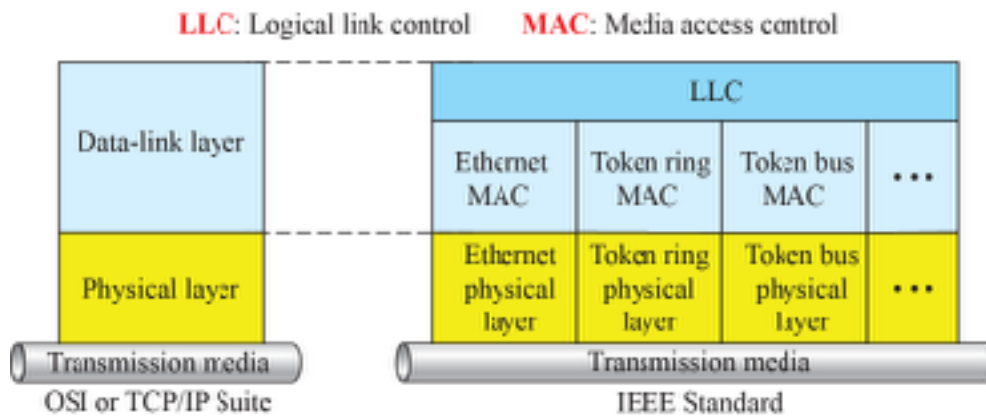 LLC: Logical link control MAC: Media access control
Data-link layer
Physical layer
Transmission media
OSI or TCP/IP Suite
LLC
Ethernet
MAC
Token ring
MAC
Token bus
MAC
...
Ethernet
physical
layer
Token ring
physical
layer
Token bus
physical
layer
...
Transmission media
IEEE Standard